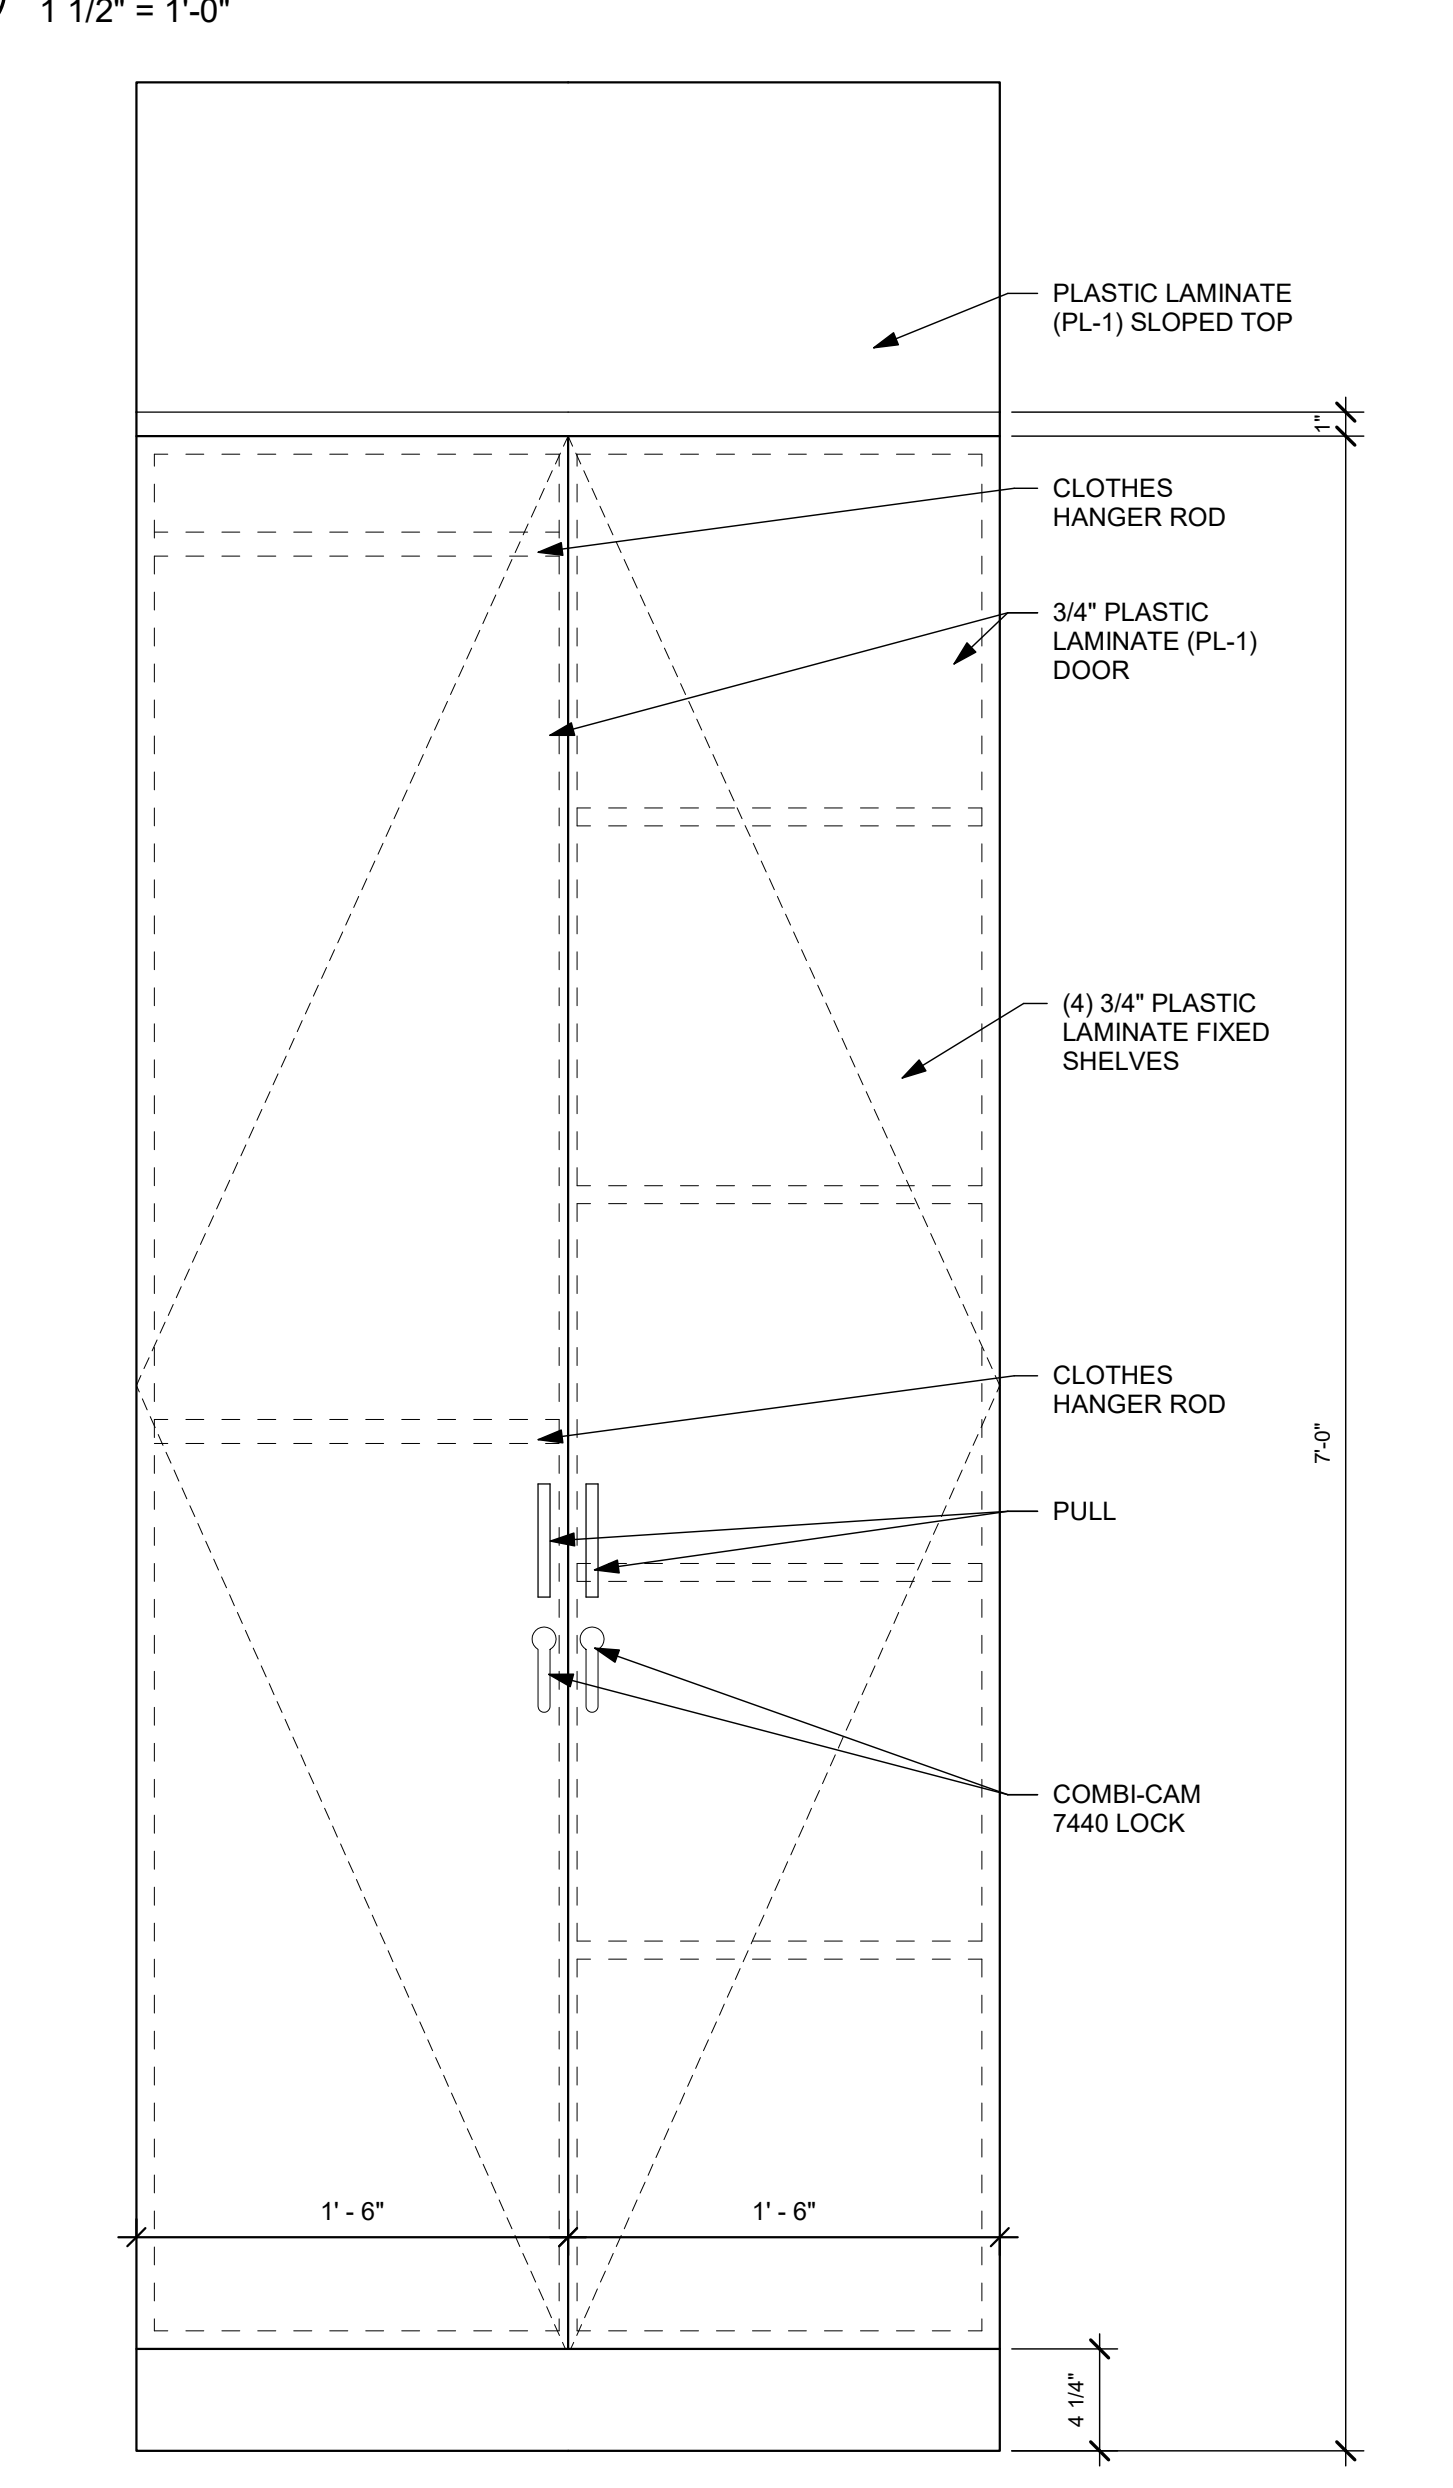 1 1/2" = 1'-0"
PLASTIC LAMINATE
(PL-1) SLOPED TOP
1"
CLOTHES
HANGER ROD
3/4" PLASTIC
LAMINATE (PL-1)
DOOR
(4) 3/4" PLASTIC
LAMINATE FIXED
SHELVES
CLOTHES
HANGER ROD
7'-0"
PULL
COMBI-CAM
7440 LOCK
1' - 6"
1' - 6"
4 1/4"